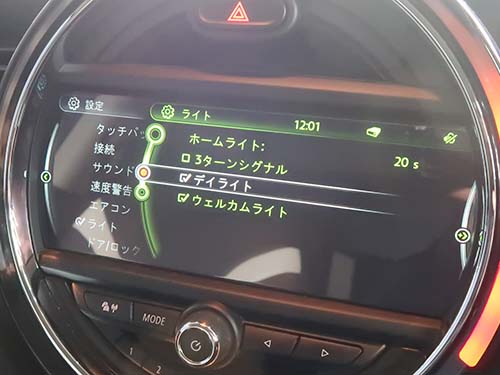 設定
タッチパッ
接続
サウンド
速度警告
エアコン
ライト
ドア/ロック
ライト
12:01
ホームライト: 20 s
3ターンシグナル
デイライト
ウェルカムライト
MODE
1
2